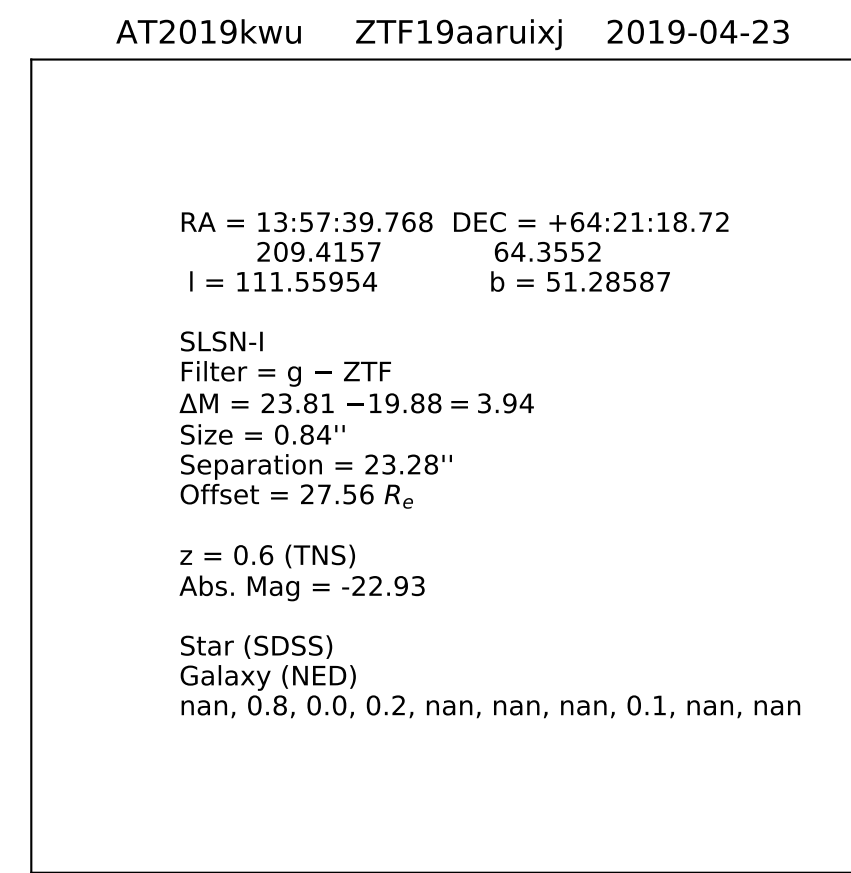 AT2019kwu ZTF19aaruixj 2019-04-23
RA = 13:57:39.768 DEC = +64:21:18.72
209.4157 64.3552
l = 111.55954 b = 51.28587
SLSN-I
Filter = g − ZTF
ΔM = 23.81 −19.88 = 3.94
Size = 0.84''
Separation = 23.28''
Offset = 27.56 Rₑ
z = 0.6 (TNS)
Abs. Mag = -22.93
Star (SDSS)
Galaxy (NED)
nan, 0.8, 0.0, 0.2, nan, nan, nan, 0.1, nan, nan